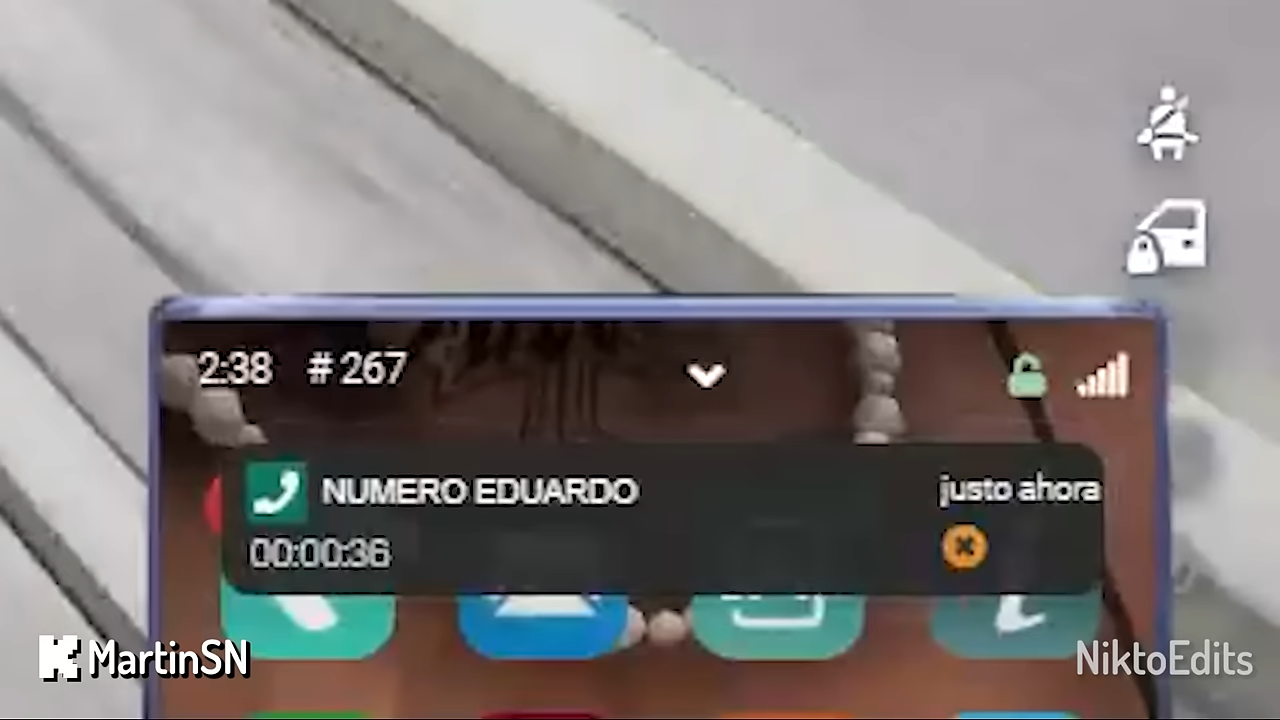 2:38 # 267
NUMERO EDUARDO justo ahora
00:00:36
MartinSN
NiktoEdits